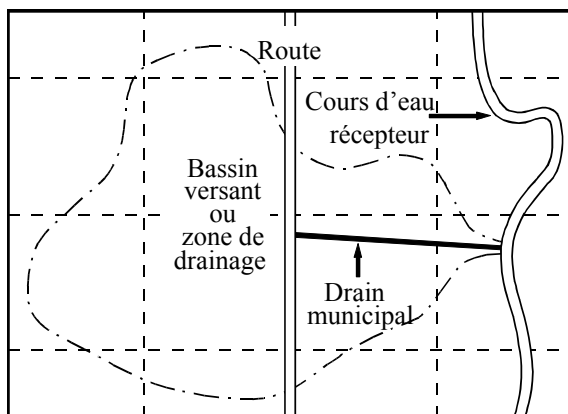 Route
Cours d’eau
récepteur
Bassin
versant
ou
zone de
drainage
Drain
municipal